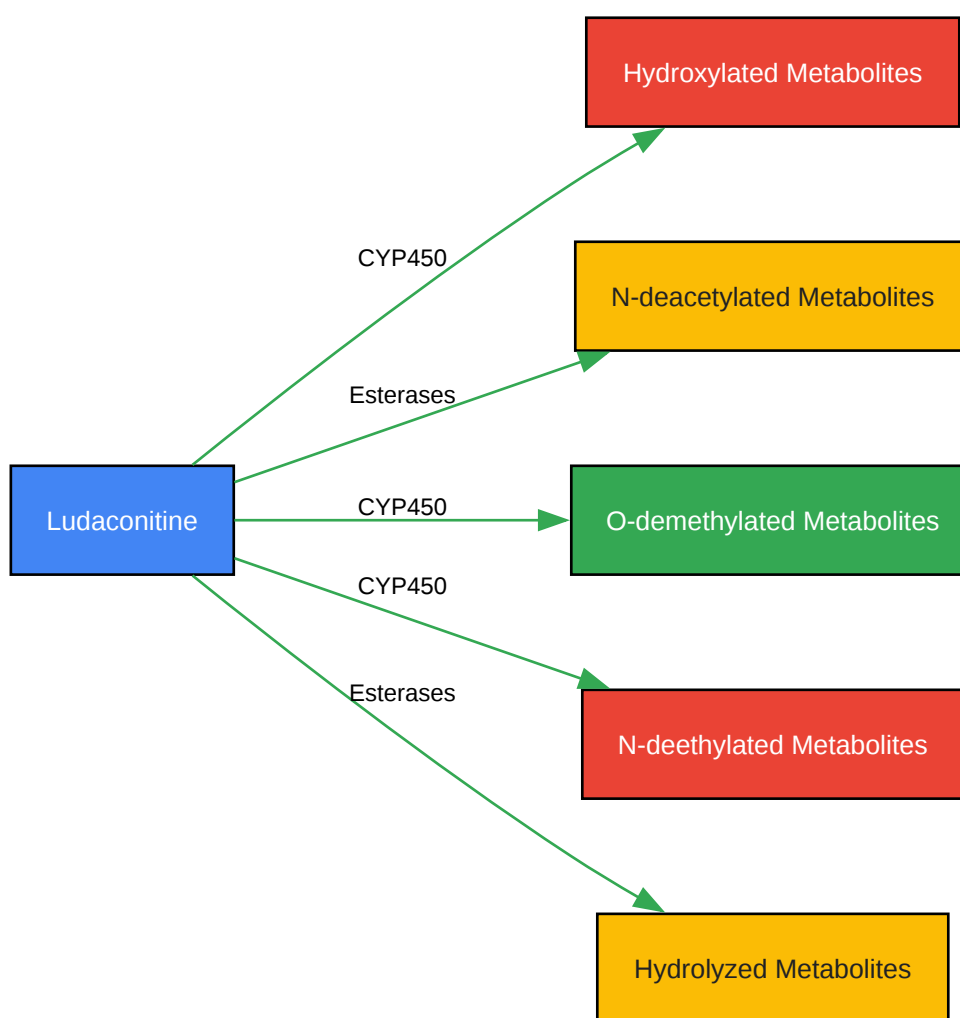 Hydroxylated Metabolites
CYP450
N-deacetylated Metabolites
Esterases
Ludaconitine
CYP450
O-demethylated Metabolites
CYP450
Esterases
N-deethylated Metabolites
Hydrolyzed Metabolites